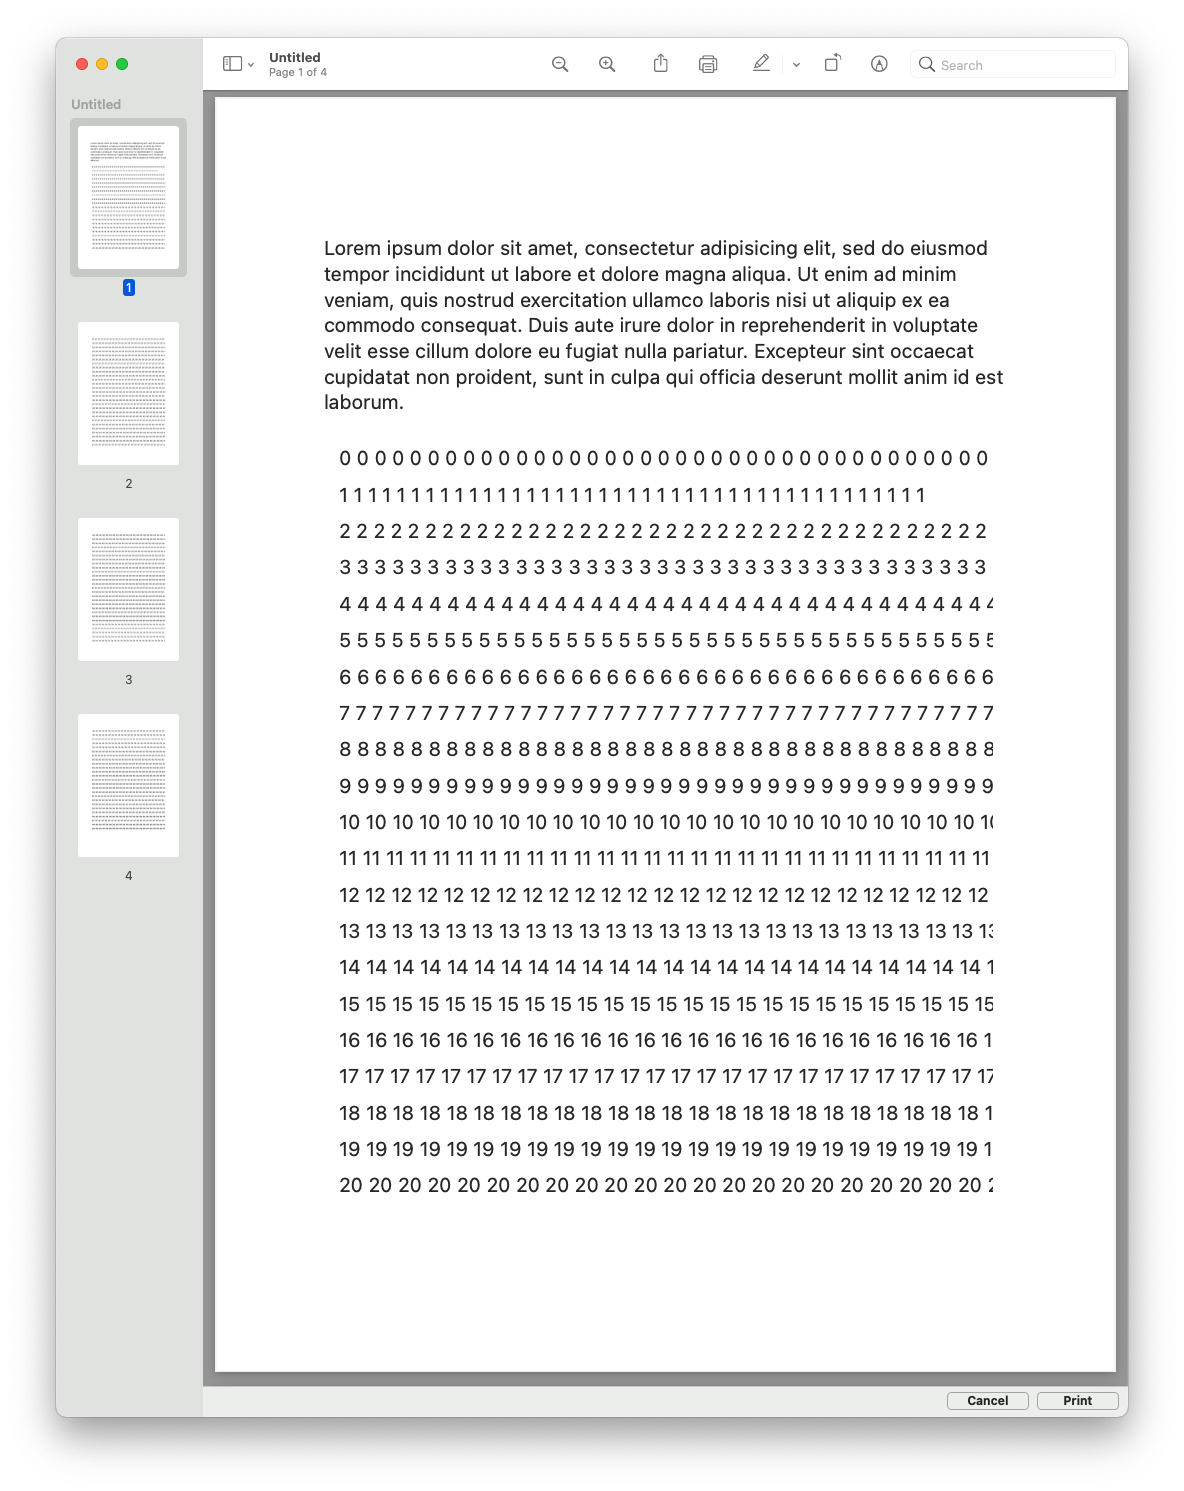 Untitled
Page 1 of 4
Search
Untitled
1
2
3
4
Lorem ipsum dolor sit amet, consectetur adipisicing elit, sed do eiusmod
tempor incididunt ut labore et dolore magna aliqua. Ut enim ad minim
veniam, quis nostrud exercitation ullamco laboris nisi ut aliquip ex ea
commodo consequat. Duis aute irure dolor in reprehenderit in voluptate
velit esse cillum dolore eu fugiat nulla pariatur. Excepteur sint occaecat
cupidatat non proident, sunt in culpa qui officia deserunt mollit anim id est
laborum.
0 0 0 0 0 0 0 0 0 0 0 0 0 0 0 0 0 0 0 0 0 0 0 0 0 0 0 0 0 0 0 0 0 0 0 0 0
1 1 1 1 1 1 1 1 1 1 1 1 1 1 1 1 1 1 1 1 1 1 1 1 1 1 1 1 1 1 1 1 1 1 1 1 1 1 1 1 1
2 2 2 2 2 2 2 2 2 2 2 2 2 2 2 2 2 2 2 2 2 2 2 2 2 2 2 2 2 2 2 2 2 2 2 2 2 2
3 3 3 3 3 3 3 3 3 3 3 3 3 3 3 3 3 3 3 3 3 3 3 3 3 3 3 3 3 3 3 3 3 3 3 3 3
4 4 4 4 4 4 4 4 4 4 4 4 4 4 4 4 4 4 4 4 4 4 4 4 4 4 4 4 4 4 4 4 4 4 4 4 4
5 5 5 5 5 5 5 5 5 5 5 5 5 5 5 5 5 5 5 5 5 5 5 5 5 5 5 5 5 5 5 5 5 5 5 5 5 5
6 6 6 6 6 6 6 6 6 6 6 6 6 6 6 6 6 6 6 6 6 6 6 6 6 6 6 6 6 6 6 6 6 6 6 6 6
7 7 7 7 7 7 7 7 7 7 7 7 7 7 7 7 7 7 7 7 7 7 7 7 7 7 7 7 7 7 7 7 7 7 7 7 7 7 7 7
8 8 8 8 8 8 8 8 8 8 8 8 8 8 8 8 8 8 8 8 8 8 8 8 8 8 8 8 8 8 8 8 8 8 8 8 8
9 9 9 9 9 9 9 9 9 9 9 9 9 9 9 9 9 9 9 9 9 9 9 9 9 9 9 9 9 9 9 9 9 9 9 9 9
10 10 10 10 10 10 10 10 10 10 10 10 10 10 10 10 10 10 10 10 10 10 10 10 10
11 11 11 11 11 11 11 11 11 11 11 11 11 11 11 11 11 11 11 11 11 11 11 11 11 11 11 11
12 12 12 12 12 12 12 12 12 12 12 12 12 12 12 12 12 12 12 12 12 12 12 12 12
13 13 13 13 13 13 13 13 13 13 13 13 13 13 13 13 13 13 13 13 13 13 13 13 13
14 14 14 14 14 14 14 14 14 14 14 14 14 14 14 14 14 14 14 14 14 14 14 14 1
15 15 15 15 15 15 15 15 15 15 15 15 15 15 15 15 15 15 15 15 15 15 15 15 15
16 16 16 16 16 16 16 16 16 16 16 16 16 16 16 16 16 16 16 16 16 16 16 16 1
17 17 17 17 17 17 17 17 17 17 17 17 17 17 17 17 17 17 17 17 17 17 17 17 17 17
18 18 18 18 18 18 18 18 18 18 18 18 18 18 18 18 18 18 18 18 18 18 18 18 1
19 19 19 19 19 19 19 19 19 19 19 19 19 19 19 19 19 19 19 19 19 19 19 19 1
20 20 20 20 20 20 20 20 20 20 20 20 20 20 20 20 20 20 20 20 20 20 2
Cancel
Print